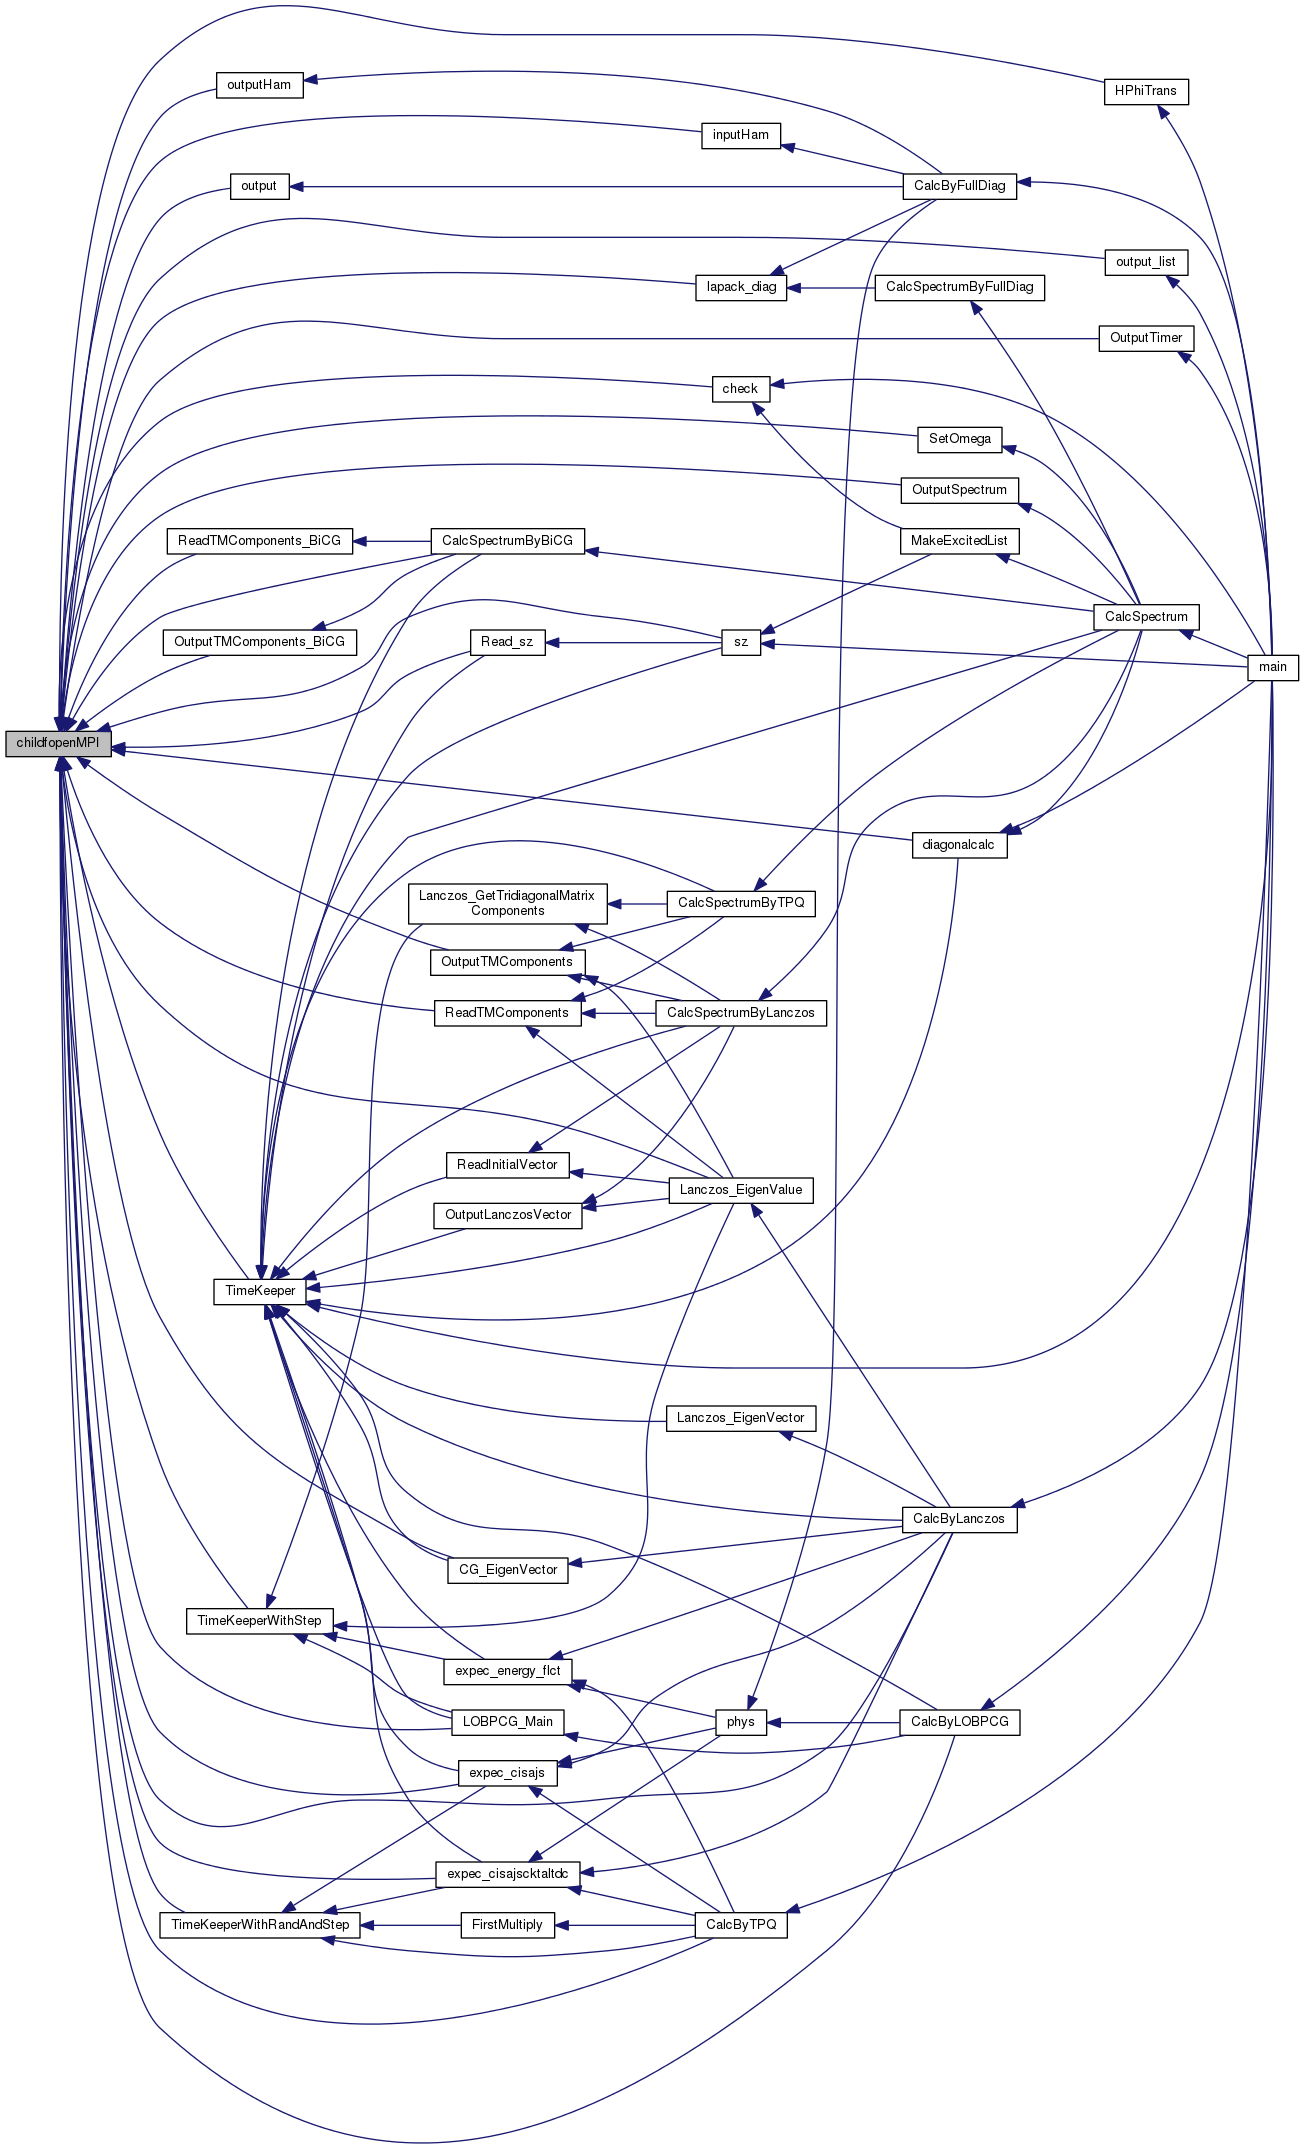 outputHam
HPhiTrans
inputHam
output
CalcByFullDiag
output_list
lapack_diag
CalcSpectrumByFullDiag
OutputTimer
check
SetOmega
OutputSpectrum
ReadTMComponents_BiCG
CalcSpectrumByBiCG
MakeExcitedList
CalcSpectrum
OutputTMComponents_BiCG
Read_sz
sz
main
childfopenMPI
diagonalcalc
Lanczos_GetTridiagonalMatrix
Components
CalcSpectrumByTPQ
OutputTMComponents
ReadTMComponents
CalcSpectrumByLanczos
ReadInitialVector
Lanczos_EigenValue
OutputLanczosVector
TimeKeeper
Lanczos_EigenVector
CalcByLanczos
CG_EigenVector
TimeKeeperWithStep
expec_energy_flct
LOBPCG_Main
phys
CalcByLOBPCG
expec_cisajs
expec_cisajscktaltdc
TimeKeeperWithRandAndStep
FirstMultiply
CalcByTPQ